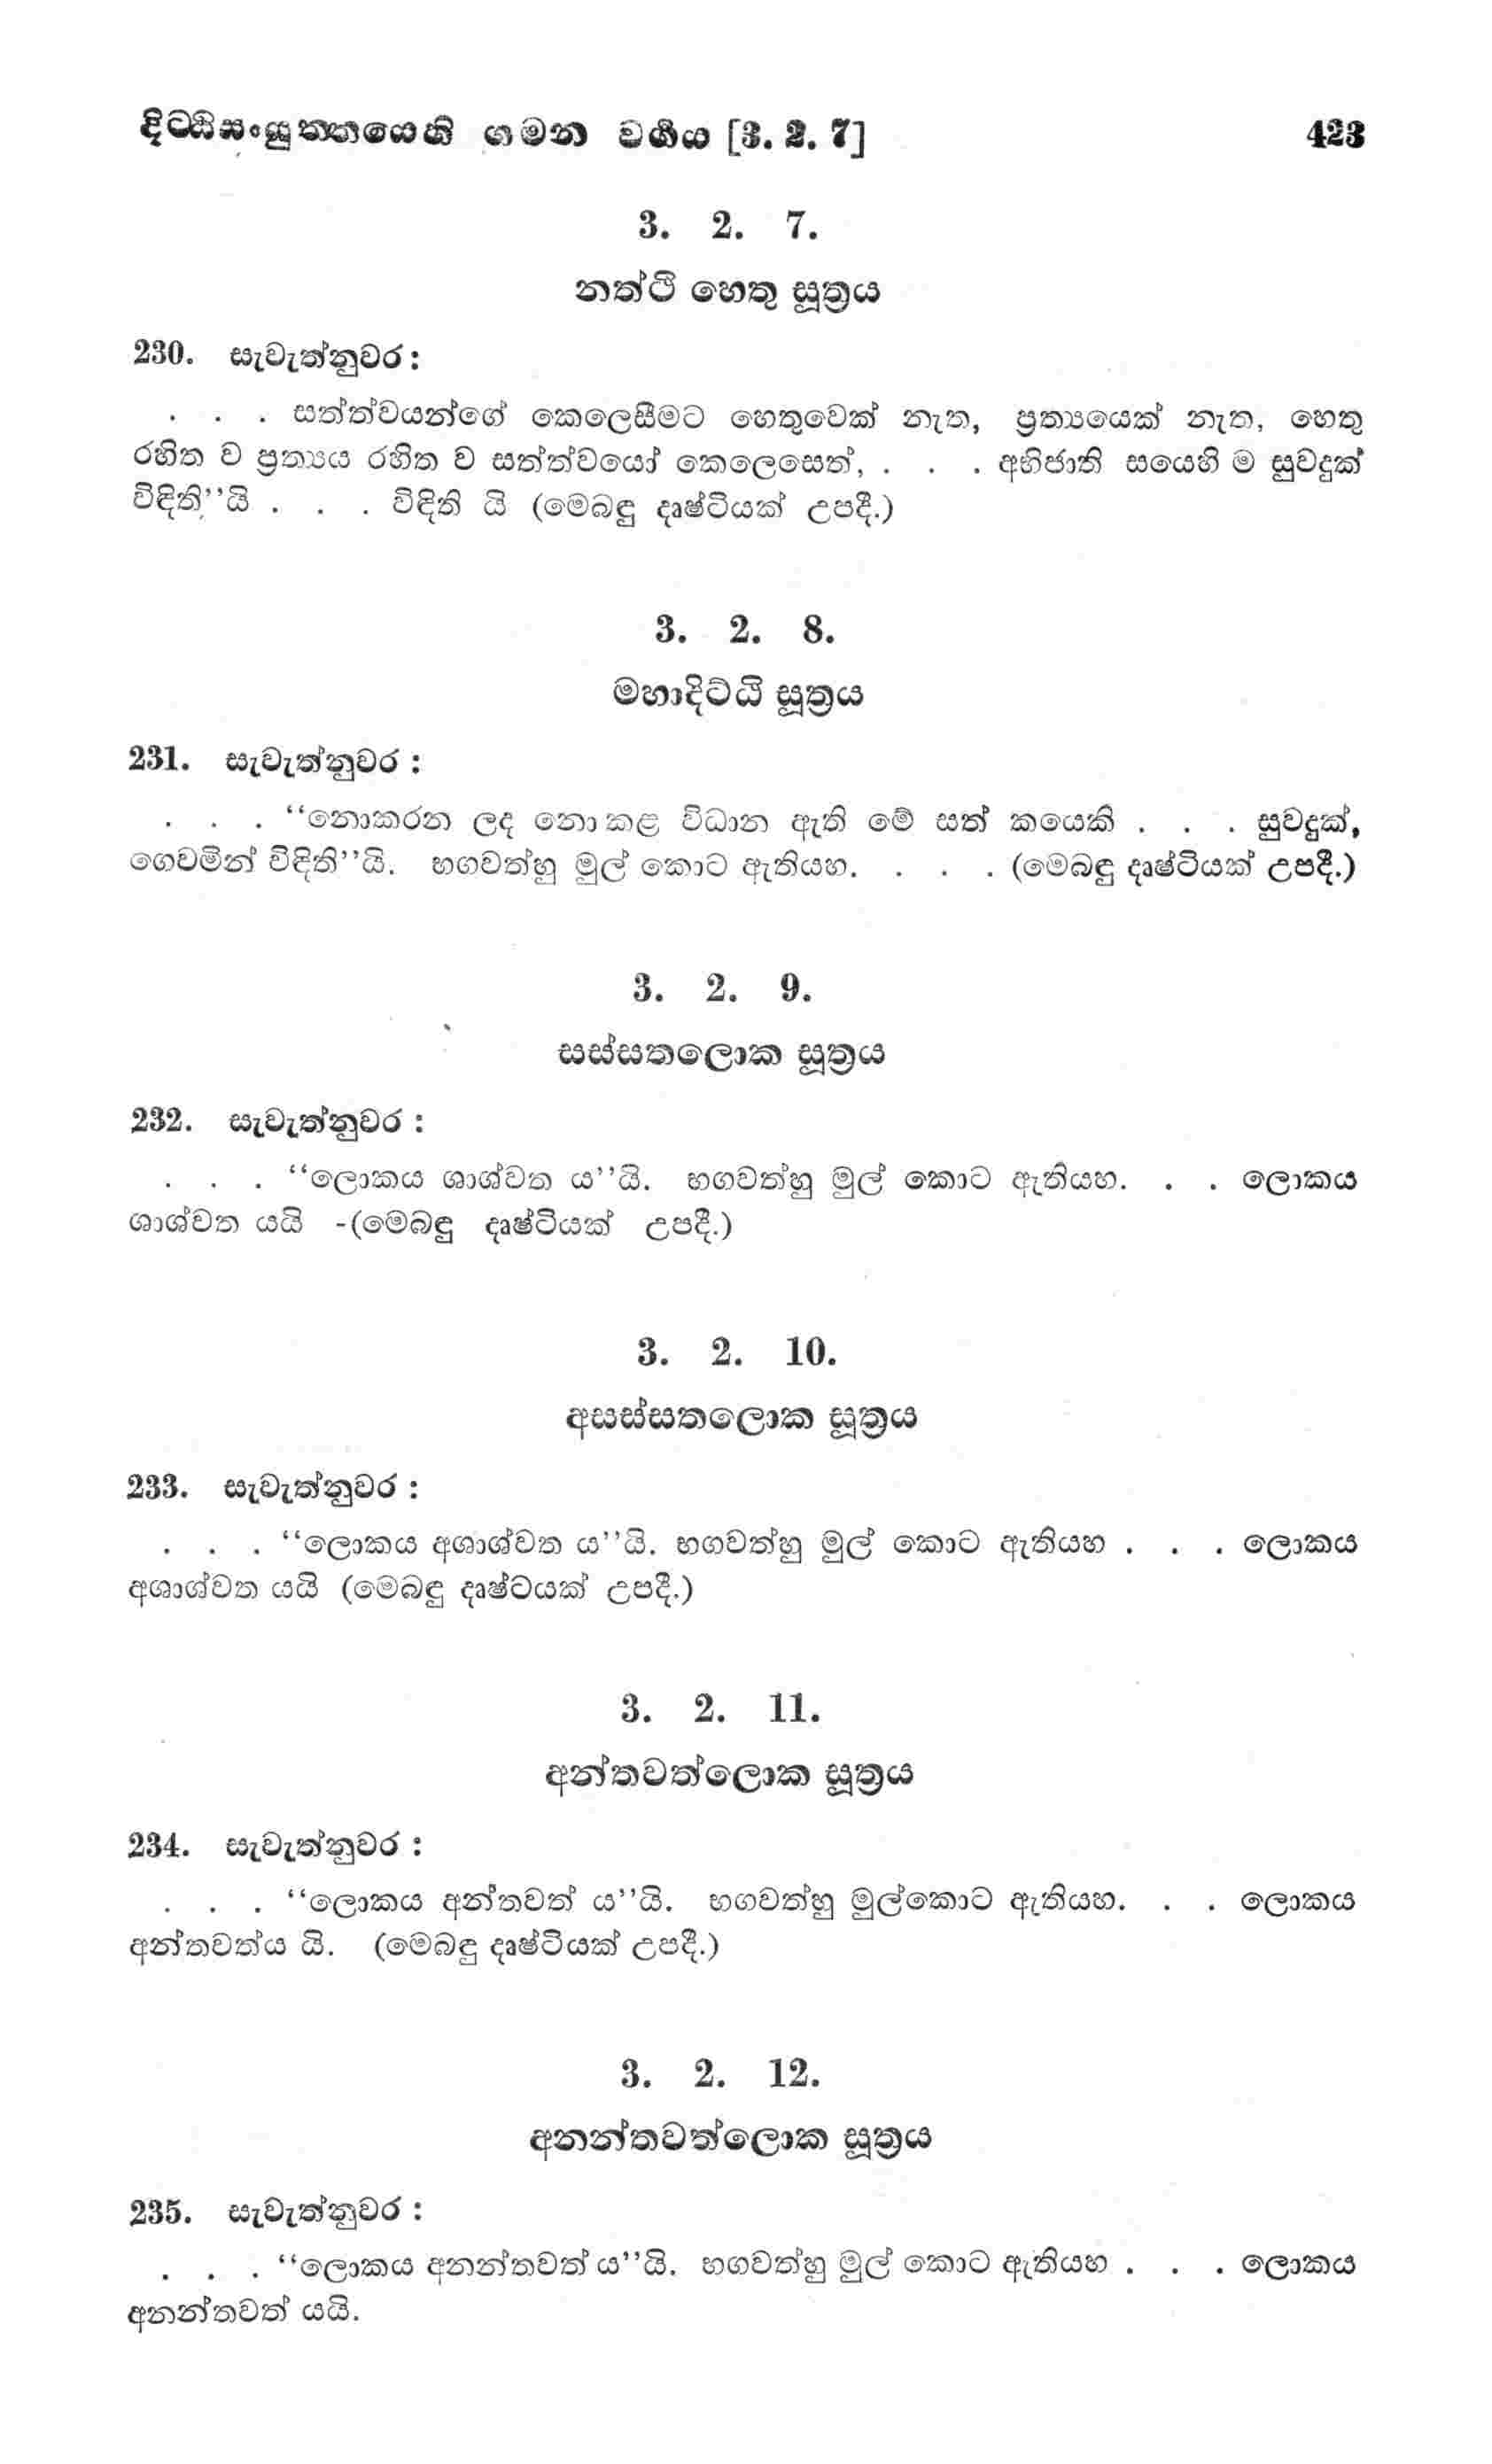 දිට්ඨිසංයුත්තයෙහි ගමන වර්ගය [3. 2. 7] 423
3. 2. 7.
නත්ථි හෙතු සූත්‍රය
230. සැවැත්නුවර :
. . . සත්ත්වයන්ගේ කෙලෙසීමට හෙතුවෙක් නැත, ප්‍රත්‍යයෙක් නැත, හෙතු
රහිත ව ප්‍රත්‍යය රහිත ව සත්ත්වයෝ කෙලෙසෙත්, . . . අභිජාති සයෙහි ම සුවදුක්
විඳිති’’යි . . . විඳිති යි (මෙබඳු දෘෂ්ටියක් උපදී.)
3. 2. 8.
මහාදිට්ඨි සූත්‍රය
231. සැවැත්නුවර :
. . . ‘‘නොකරන ලද නොකළ විධාන ඇති මේ සත් කයෙකි . . . සුවදුක්,
ගෙවමින් විඳිති’’යි. භගවත්හු මුල් කොට ඇතියහ. . . . (මෙබඳු දෘෂ්ටියක් උපදී.)
3. 2. 9.
සස්සතලොක සූත්‍රය
232. සැවැත්නුවර :
. . . ‘‘ලොකය ශාශ්වත ය’’යි. භගවත්හු මුල් කොට ඇතියහ. . . ලොකය
ශාශ්වත යයි -(මෙබඳු දෘෂ්ටියක් උපදී.)
3. 2. 10.
අසස්සතලොක සූත්‍රය
233. සැවැත්නුවර :
. . . ‘‘ලොකය අශාශ්වත ය’’යි. භගවත්හු මුල් කොට ඇතියහ . . . ලොකය
අශාශ්වත යයි (මෙබඳු දෘෂ්ටයක් උපදී.)
3. 2. 11.
අන්තවත්ලොක සූත්‍රය
234. සැවැත්නුවර :
. . . ‘‘ලොකය අන්තවත් ය’’යි. භගවත්හු මුල්කොට ඇතියහ. . . ලොකය
අන්තවත්ය යි. (මෙබඳු දෘෂ්ටියක් උපදී.)
3. 2. 12.
අනන්තවත්ලොක සූත්‍රය
235. සැවැත්නුවර :
. . . ‘‘ලොකය අනන්තවත් ය’’යි. භගවත්හු මුල් කොට ඇතියහ . . . ලොකය
අනන්තවත් යයි.